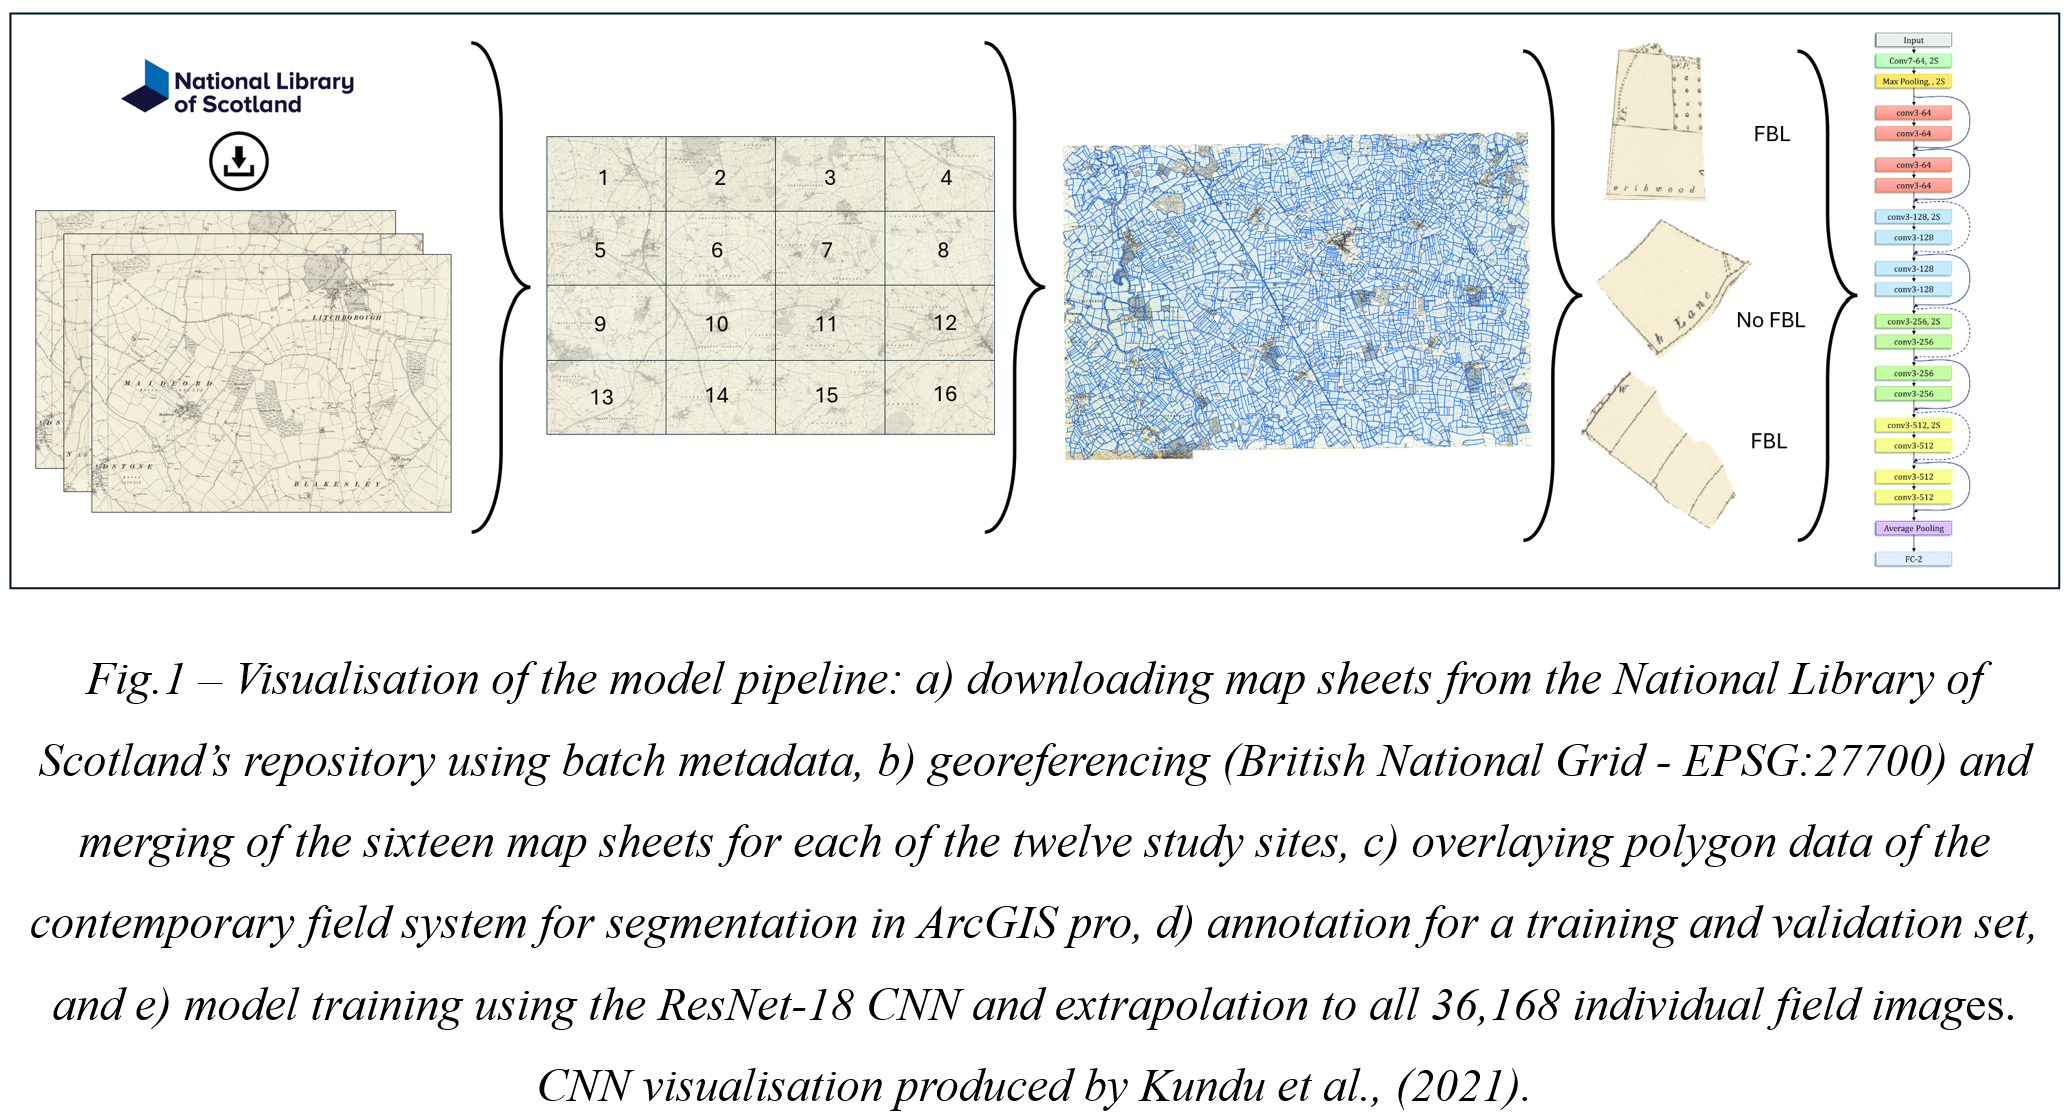 National Library
of Scotland
LITCHBOROUGH
MAIDFORD
BLAKESLEY
DSTONE
1
2
3
4
5
6
7
8
9
10
11
12
13
14
15
16
FBL
orthwood
No FBL
h Lane
FBL
W
Input
Conv7-64, 2S
Max Pooling, , 2S
conv3-64
conv3-64
conv3-64
conv3-64
conv3-128, 2S
conv3-128
conv3-128
conv3-128
conv3-256, 2S
conv3-256
conv3-256
conv3-256
conv3-512, 2S
conv3-512
conv3-512
conv3-512
Average Pooling
FC-2
Fig.1 – Visualisation of the model pipeline: a) downloading map sheets from the National Library of
Scotland’s repository using batch metadata, b) georeferencing (British National Grid - EPSG:27700) and
merging of the sixteen map sheets for each of the twelve study sites, c) overlaying polygon data of the
contemporary field system for segmentation in ArcGIS pro, d) annotation for a training and validation set,
and e) model training using the ResNet-18 CNN and extrapolation to all 36,168 individual field images.
CNN visualisation produced by Kundu et al., (2021).